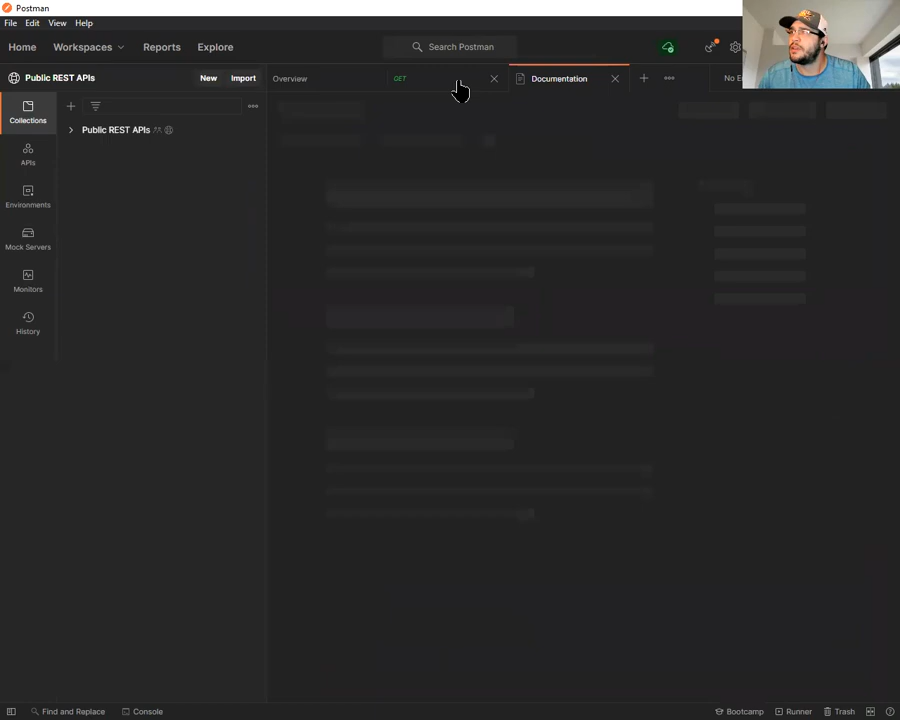 Postman
File Edit View Help
Home Workspaces Reports Explore Search Postman
Public REST APIs New Import Overview GET Documentation No E
Collections
Public REST APIs
APIs
Environments
Mock Servers
Monitors
History
Find and Replace Console Bootcamp Runner Trash